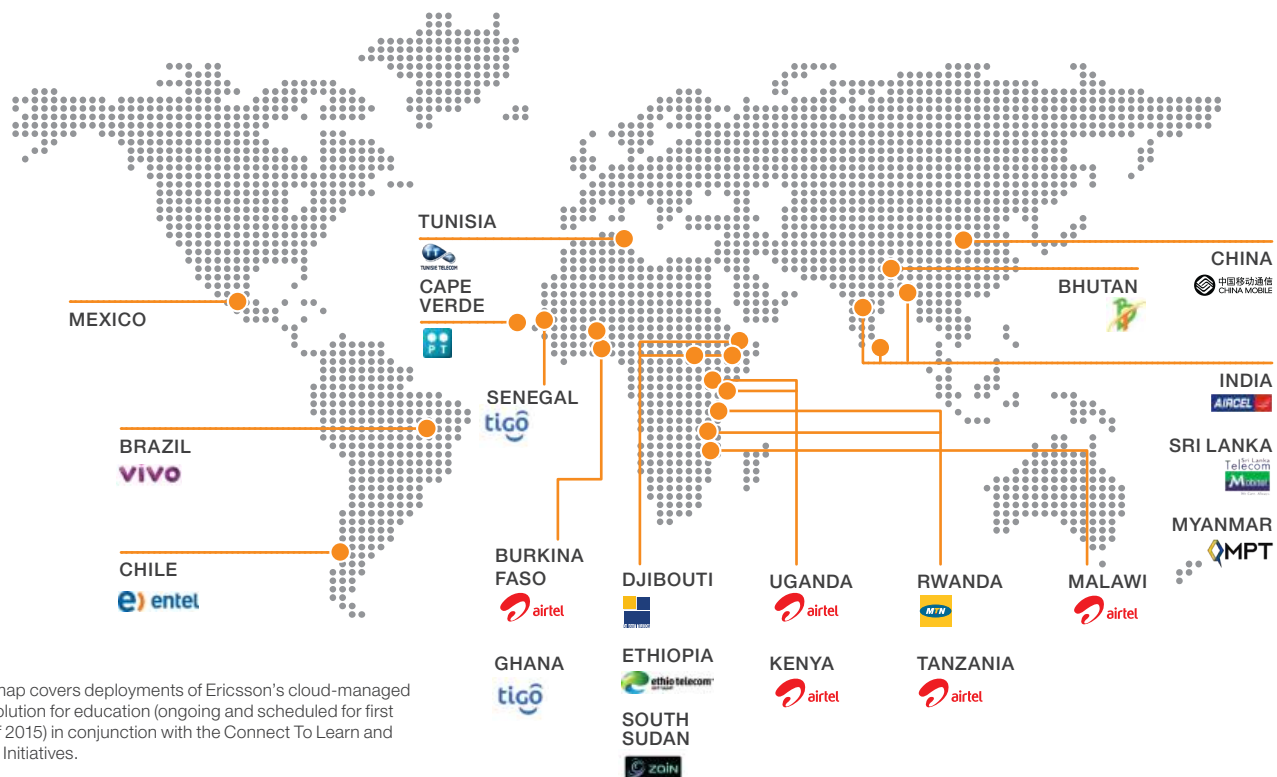 TUNISIA
TUNISIE TELECOM
CAPE
VERDE
P T
MEXICO
SENEGAL
tigo
BRAZIL
vivo
CHILE
e) entel
CHINA
中国移动通信
CHINA MOBILE
BHUTAN
INDIA
AIRCEL
SRI LANKA
Sri Lanka
Telecom
Mobitel
MYANMAR
MPT
BURKINA
FASO
airtel
GHANA
tigo
DJIBOUTI
ETHIOPIA
ethio telecom
SOUTH
SUDAN
zain
UGANDA
airtel
KENYA
airtel
RWANDA
MTN
TANZANIA
airtel
MALAWI
airtel
map covers deployments of Ericsson's cloud-managed
olution for education (ongoing and scheduled for first
f 2015) in conjunction with the Connect To Learn and
Initiatives.